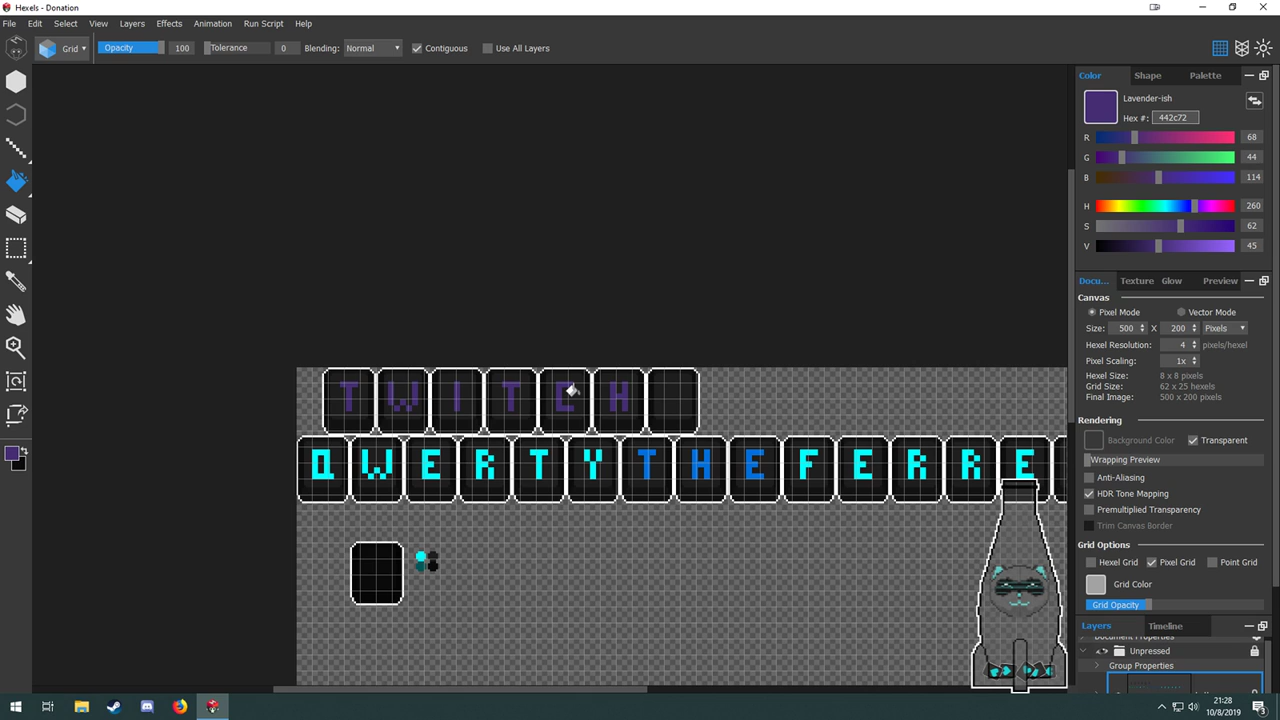 Hexels - Donation
File Edit Select View Layers Effects Animation Run Script Help
Grid Opacity 100 Tolerance 0 Blending: Normal Contiguous Use All Layers
Color Shape Palette
Lavender-ish
Hex #: 442c72
R 68
G 44
B 114
H 260
S 62
V 45
Docu... Texture Glow Preview
Canvas
Pixel Mode Vector Mode
Size: 500 X 200 Pixels
Hexel Resolution: 4 pixels/hexel
Pixel Scaling: 1x
Hexel Size: 8 x 8 pixels
Grid Size: 62 x 25 hexels
Final Image: 500 x 200 pixels
Rendering
Background Color Transparent
Wrapping Preview
Anti-Aliasing
HDR Tone Mapping
Premultiplied Transparency
Trim Canvas Border
Grid Options
Hexel Grid Pixel Grid Point Grid
Grid Color
Grid Opacity
Layers Timeline
Document Properties
Unpressed
Group Properties
TWITCH
QWERTYTHEFERRE
21:28
10/8/2019
3